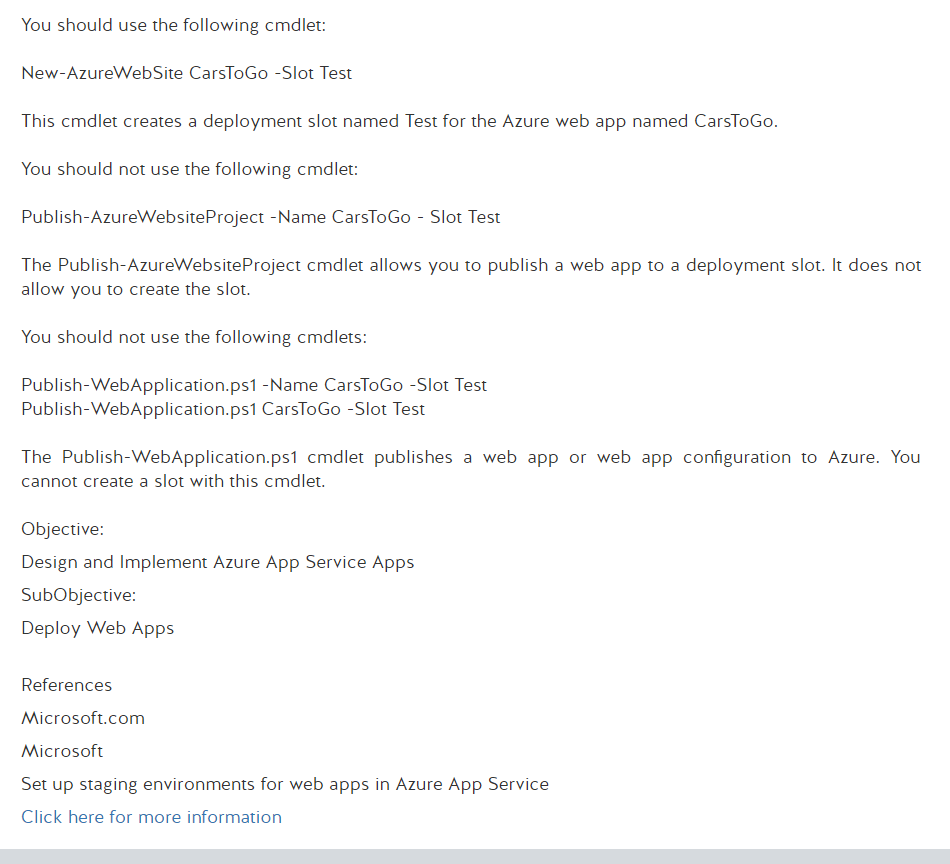 You should use the following cmdlet:
New-AzureWebSite CarsToGo -Slot Test
This cmdlet creates a deployment slot named Test for the Azure web app named CarsToGo.
You should not use the following cmdlet:
Publish-AzureWebsiteProject -Name CarsToGo - Slot Test
The Publish-AzureWebsiteProject cmdlet allows you to publish a web app to a deployment slot. It does not
allow you to create the slot.
You should not use the following cmdlets:
Publish-WebApplication.ps1 -Name CarsToGo -Slot Test
Publish-WebApplication.ps1 CarsToGo -Slot Test
The Publish-WebApplication.ps1 cmdlet publishes a web app or web app configuration to Azure. You
cannot create a slot with this cmdlet.
Objective:
Design and Implement Azure App Service Apps
SubObjective:
Deploy Web Apps
References
Microsoft.com
Microsoft
Set up staging environments for web apps in Azure App Service
Click here for more information